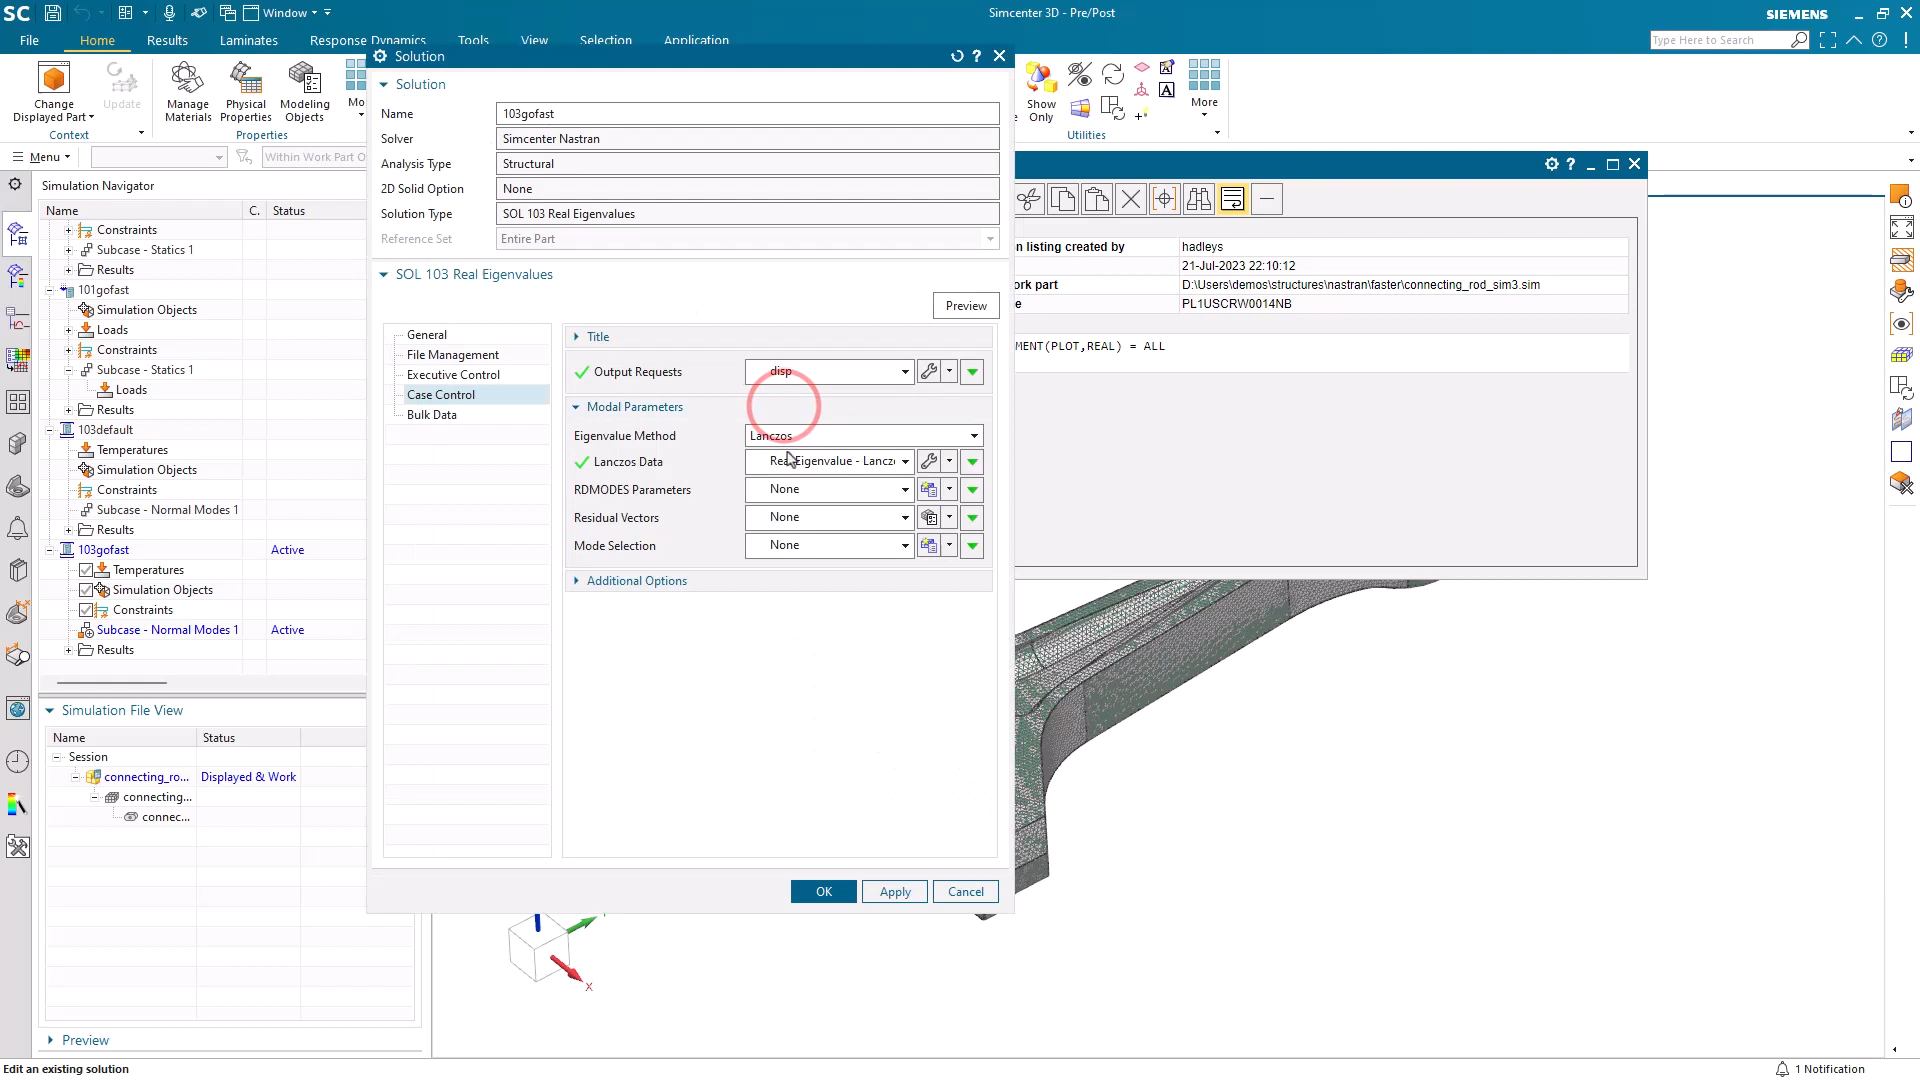 SC
Window
Simcenter 3D - Pre/Post
SIEMENS
File
Home
Results
Laminates
Response Dynamics
Tools
View
Selection
Application
Type Here to Search
Change
Displayed Part
Update
Manage
Materials
Physical
Properties
Modeling
Objects
Mo
Show
Only
More
Context
Properties
Utilities
Menu
Within Work Part O
Simulation Navigator
Name
C.
Status
Constraints
Subcase - Statics 1
Results
101gofast
Simulation Objects
Loads
Constraints
Subcase - Statics 1
Loads
Results
103default
Temperatures
Simulation Objects
Constraints
Subcase - Normal Modes 1
Results
103gofast
Active
Temperatures
Simulation Objects
Constraints
Subcase - Normal Modes 1
Active
Results
Simulation File View
Name
Status
Session
connecting_ro...
Displayed & Work
connecting...
connec...
Preview
Solution
Solution
Name
103gofast
Solver
Simcenter Nastran
Analysis Type
Structural
2D Solid Option
None
Solution Type
SOL 103 Real Eigenvalues
Reference Set
Entire Part
SOL 103 Real Eigenvalues
Preview
General
File Management
Executive Control
Case Control
Bulk Data
Title
Output Requests
disp
Modal Parameters
Eigenvalue Method
Lanczos
Lanczos Data
Real Eigenvalue - Lancz
RDMODES Parameters
None
Residual Vectors
None
Mode Selection
None
Additional Options
OK
Apply
Cancel
n listing created by
hadleys
21-Jul-2023 22:10:12
rk part
D:\Users\demos\structures\nastran\faster\connecting_rod_sim3.sim
e
PL1USCRW0014NB
MENT(PLOT,REAL) = ALL
X
Edit an existing solution
1 Notification